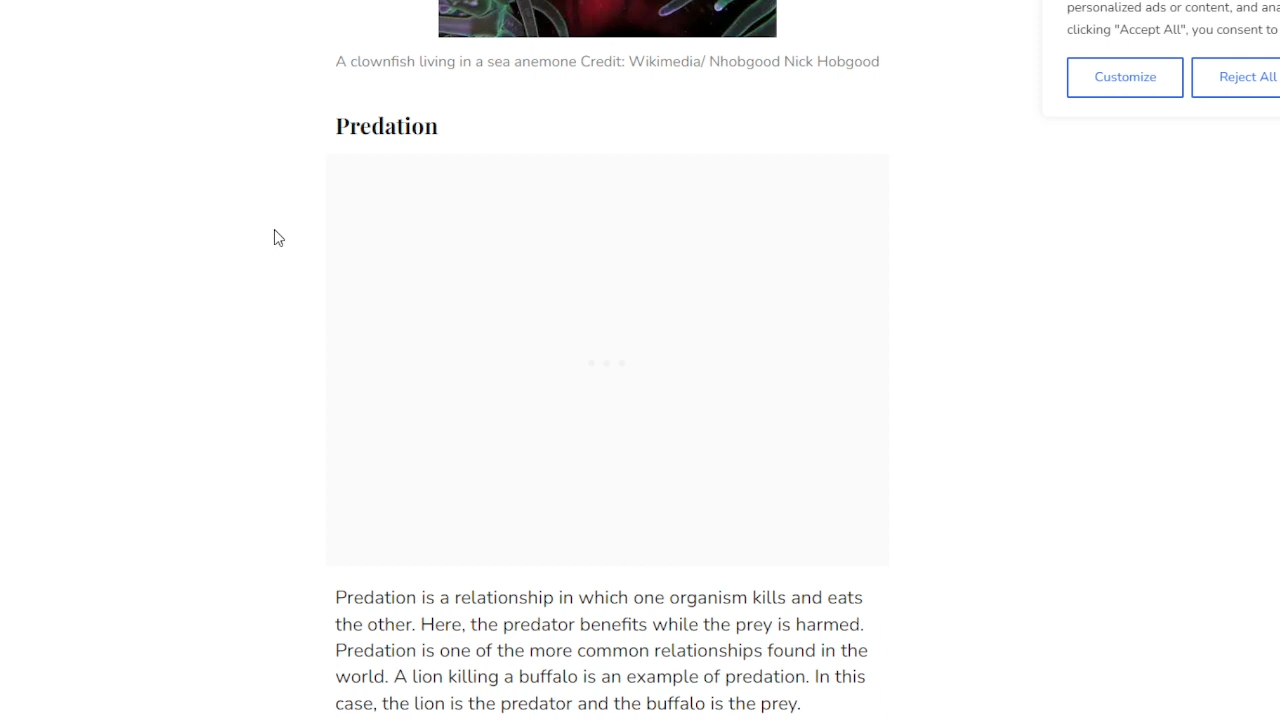 personalized ads or content, and ana
clicking "Accept All", you consent to
Customize
Reject All
A clownfish living in a sea anemone Credit: Wikimedia/ Nhobgood Nick Hobgood
Predation
Predation is a relationship in which one organism kills and eats
the other. Here, the predator benefits while the prey is harmed.
Predation is one of the more common relationships found in the
world. A lion killing a buffalo is an example of predation. In this
case, the lion is the predator and the buffalo is the prey.